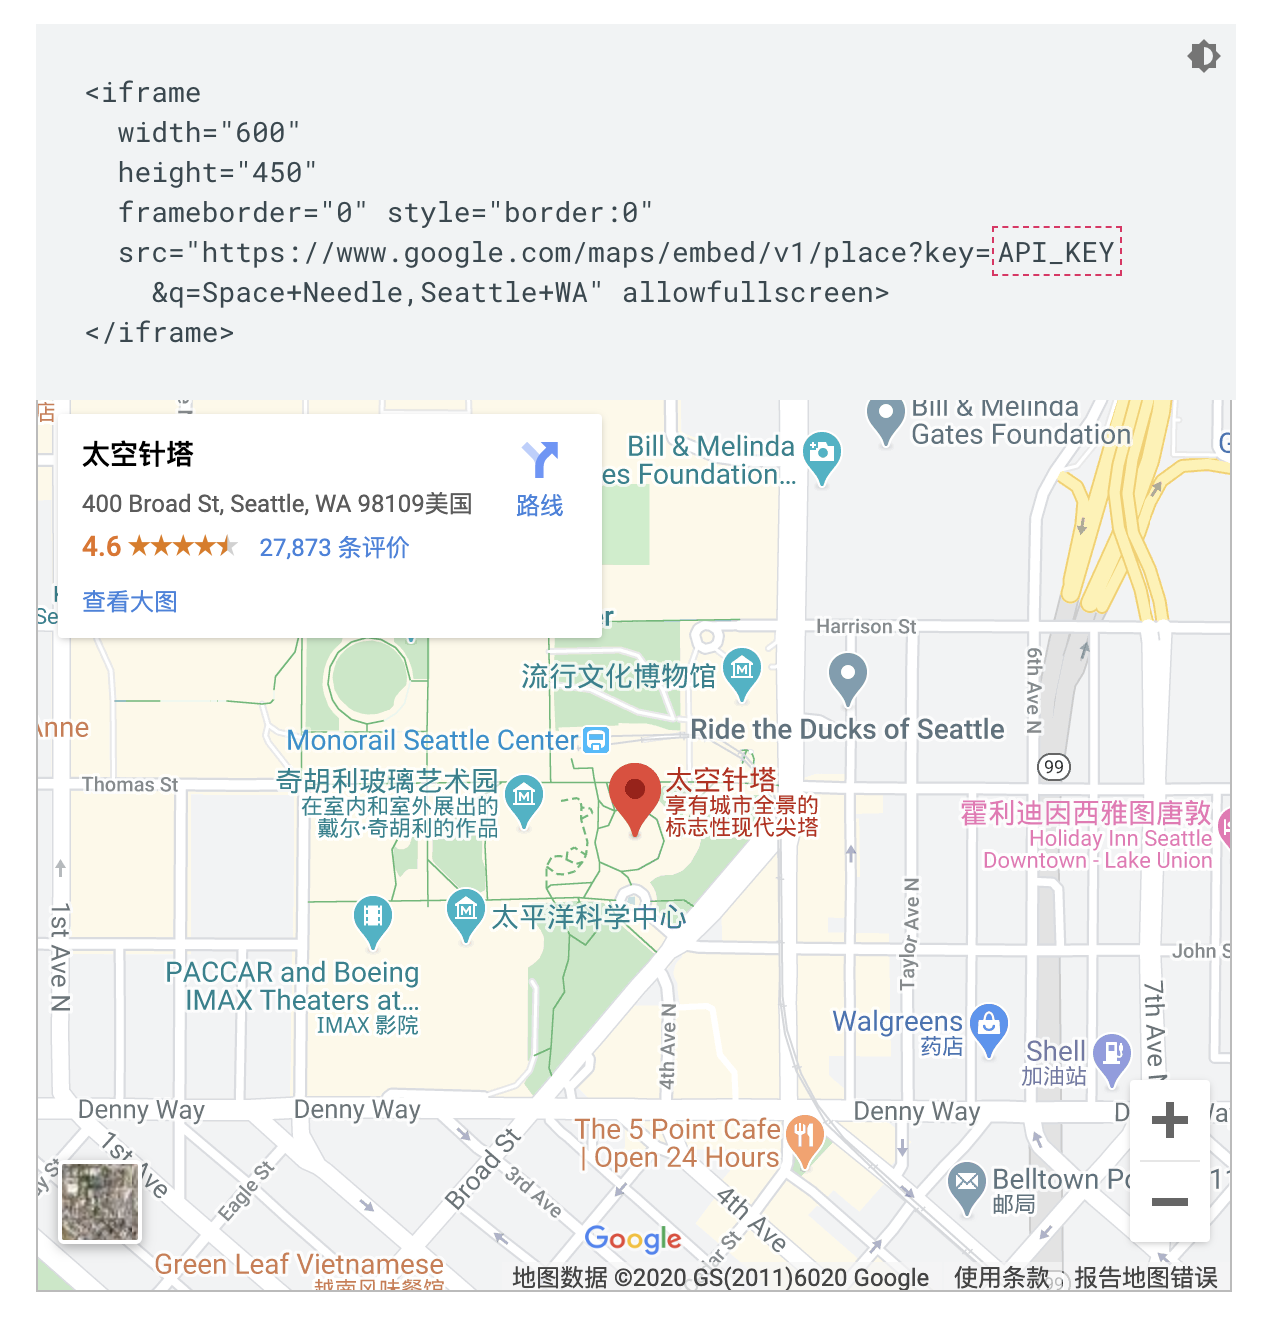 <iframe
width="600"
height="450"
frameborder="0" style="border:0"
src="https://www.google.com/maps/embed/v1/place?key=API_KEY
&q=Space+Needle,Seattle+WA" allowfullscreen>
</iframe>
店
太空针塔
400 Broad St, Seattle, WA 98109美国
4.6
27,873 条评价
查看大图
路线
Bill & Melinda
Gates Foundation
Bill & Melinda
es Foundation...
Harrison St
6th Ave N
流行文化博物馆
Ride the Ducks of Seattle
Anne
Monorail Seattle Center
99
Thomas St
奇胡利玻璃艺术园
在室内和室外展出的
戴尔·奇胡利的作品
太空针塔
享有城市全景的
标志性现代尖塔
霍利迪因西雅图唐敦
Holiday Inn Seattle
Downtown - Lake Union
1st Ave N
太平洋科学中心
Taylor Ave N
John S
PACCAR and Boeing
IMAX Theaters at...
IMAX 影院
4th Ave N
Walgreens
药店
Shell
加油站
7th Ave N
Denny Way
Denny Way
Denny Way
1st Ave
Eagle St
Broad St
3rd Ave
The 5 Point Cafe
| Open 24 Hours
4th Ave
Belltown Po
邮局
Green Leaf Vietnamese
越南风味餐馆
Google
地图数据 ©2020 GS(2011)6020 Google
使用条款
报告地图错误